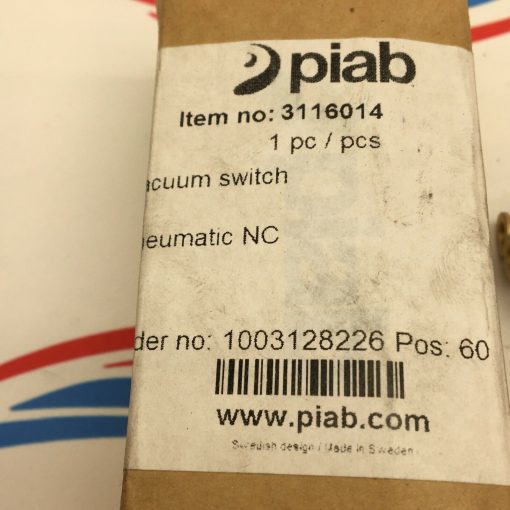 piab
Item no: 3116014
1 pc / pcs
acuum switch
neumatic NC
der no: 1003128226 Pos: 60
www.piab.com
Swedish design / Made in Sweden